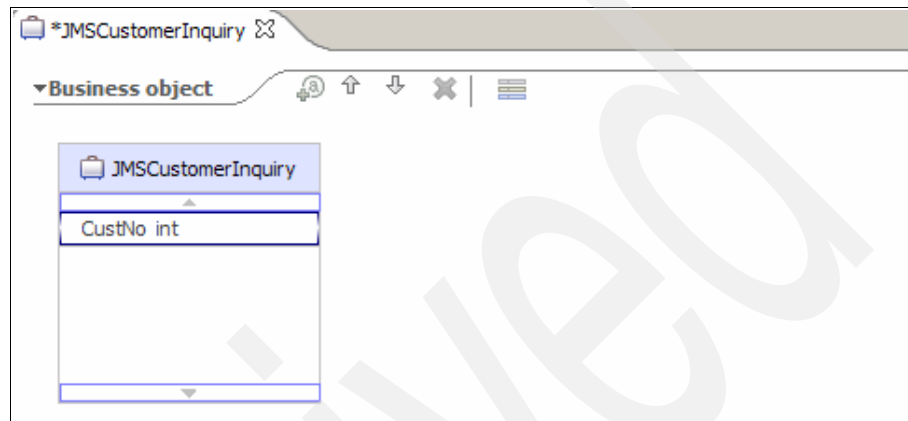 *JMSCustomerInquiry
Business object
JMSCustomerInquiry
CustNo int